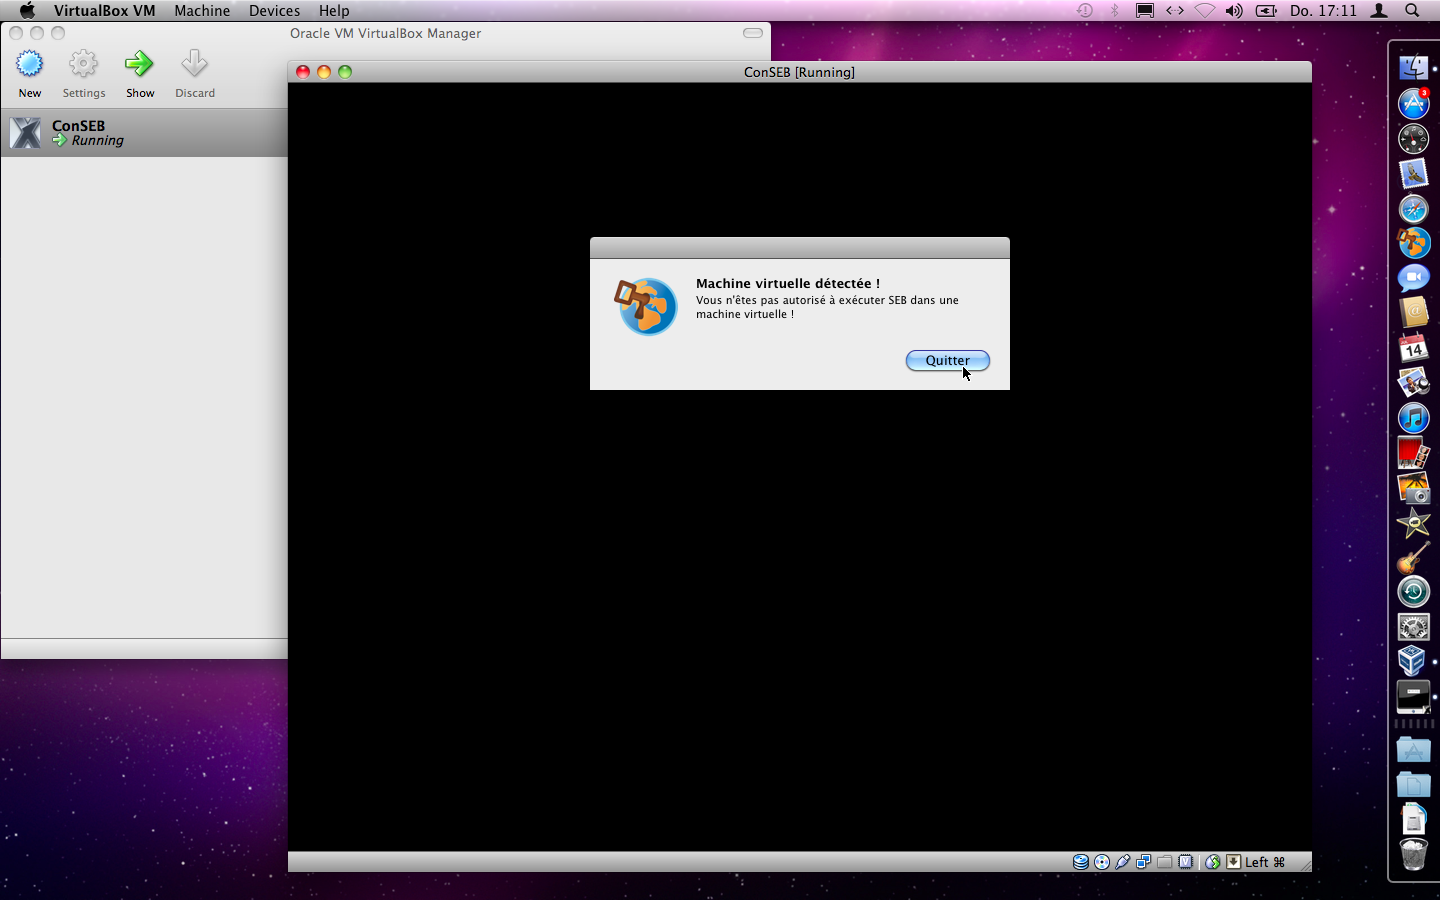 VirtualBox VM Machine Devices Help
Do. 17:11
Oracle VM VirtualBox Manager
New Settings Show Discard
ConSEB
Running
ConSEB [Running]
Machine virtuelle détectée !
Vous n'êtes pas autorisé à exécuter SEB dans une
machine virtuelle !
Quitter
3
14
Left ⌘